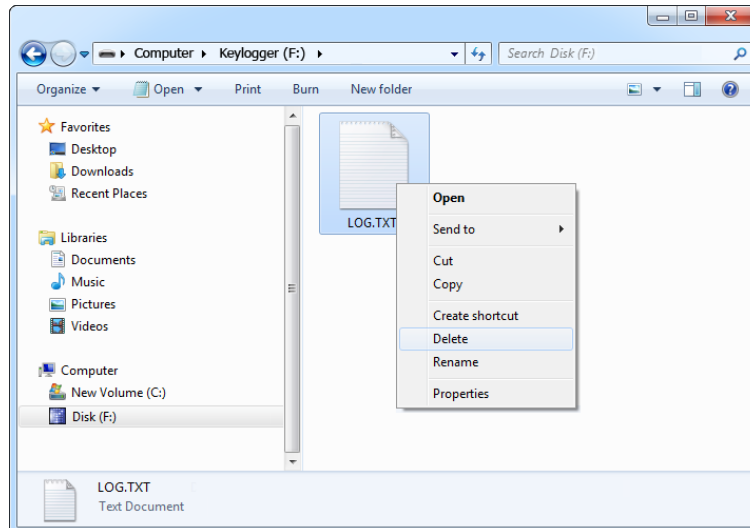 Computer Keylogger (F:) Search Disk (F:)
Organize Open Print Burn New folder
Favorites
Desktop
Downloads
Recent Places
Libraries
Documents
Music
Pictures
Videos
Computer
New Volume (C:)
Disk (F:)
LOG.TXT
Open
Send to
Cut
Copy
Create shortcut
Delete
Rename
Properties
LOG.TXT
Text Document